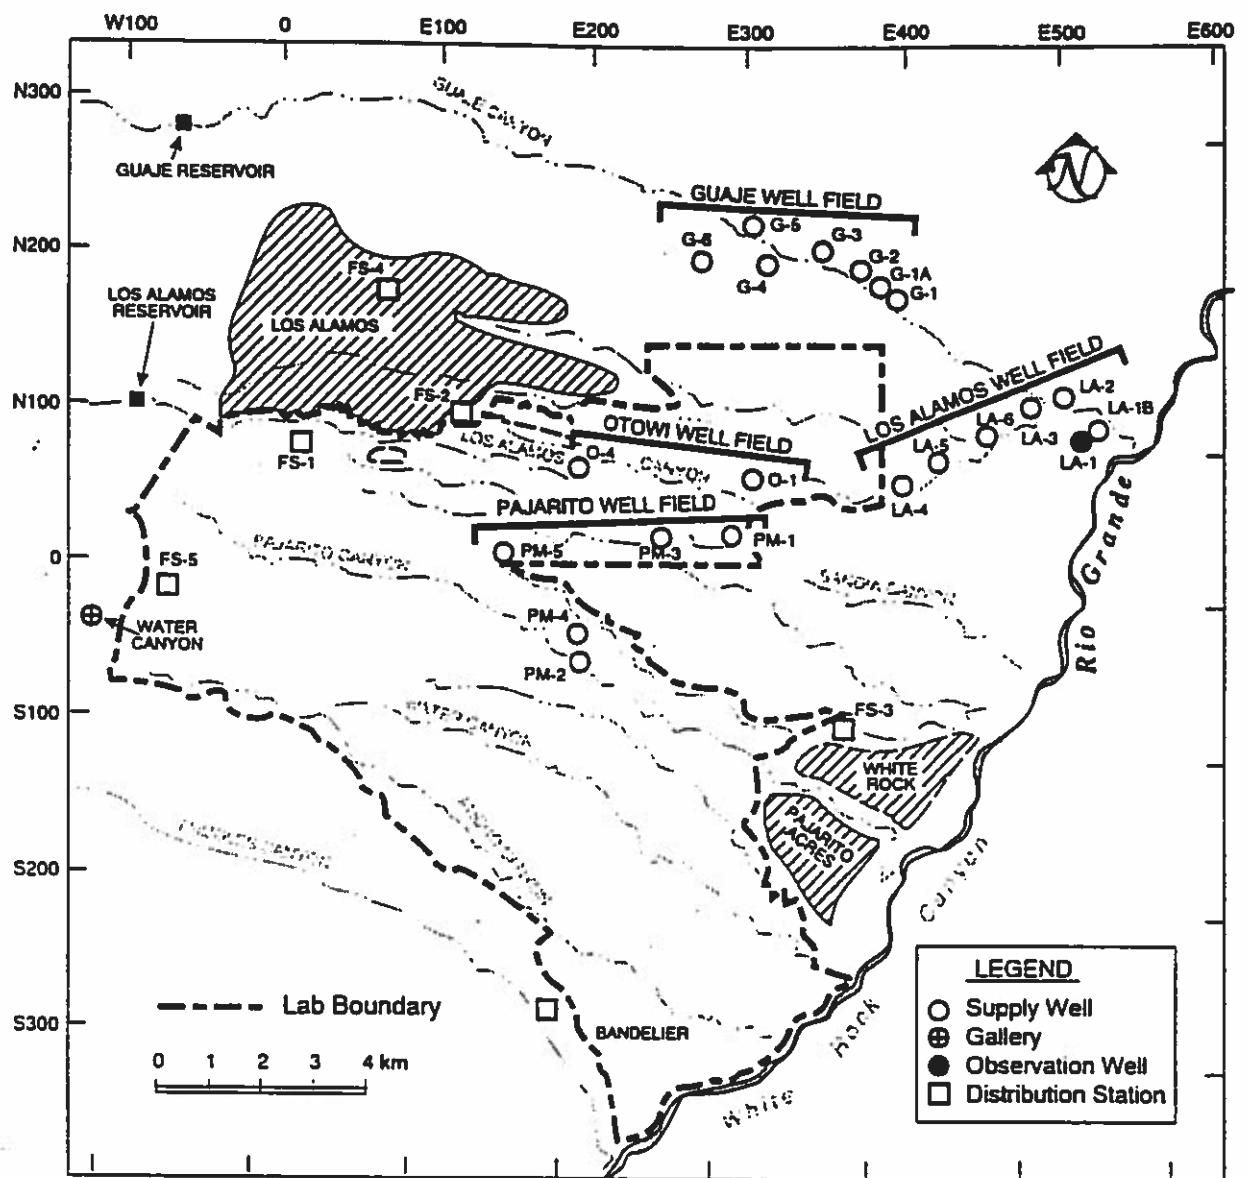 W100
0
E100
E200
E300
E400
E500
E600
N300
GUAJE CANYON
GUAJE RESERVOIR
N
GUAJE WELL FIELD
G-6
G-5
G-3
G-2
G-1A
G-1
G-4
N200
FS-4
LOS ALAMOS
RESERVOIR
LOS ALAMOS
LOS ALAMOS WELL FIELD
N100
FS-2
OTOWI WELL FIELD
LA-2
LA-1B
LA-6
LA-3
LA-1
LA-5
LA-4
FS-1
LOS ALAMOS
CANYON
O-4
O-1
PAJARITO WELL FIELD
PM-5
PM-3
PM-1
0
FS-5
PAJARITO CANYON
SANDIA CANYON
Rio Grande
WATER
CANYON
PM-4
PM-2
S100
WATER CANYON
FS-3
WHITE
ROCK
PAJARITO
ACRES
S200
White Rock Canyon
S300
Lab Boundary
BANDELIER
0 1 2 3 4 km
LEGEND
Supply Well
Gallery
Observation Well
Distribution Station